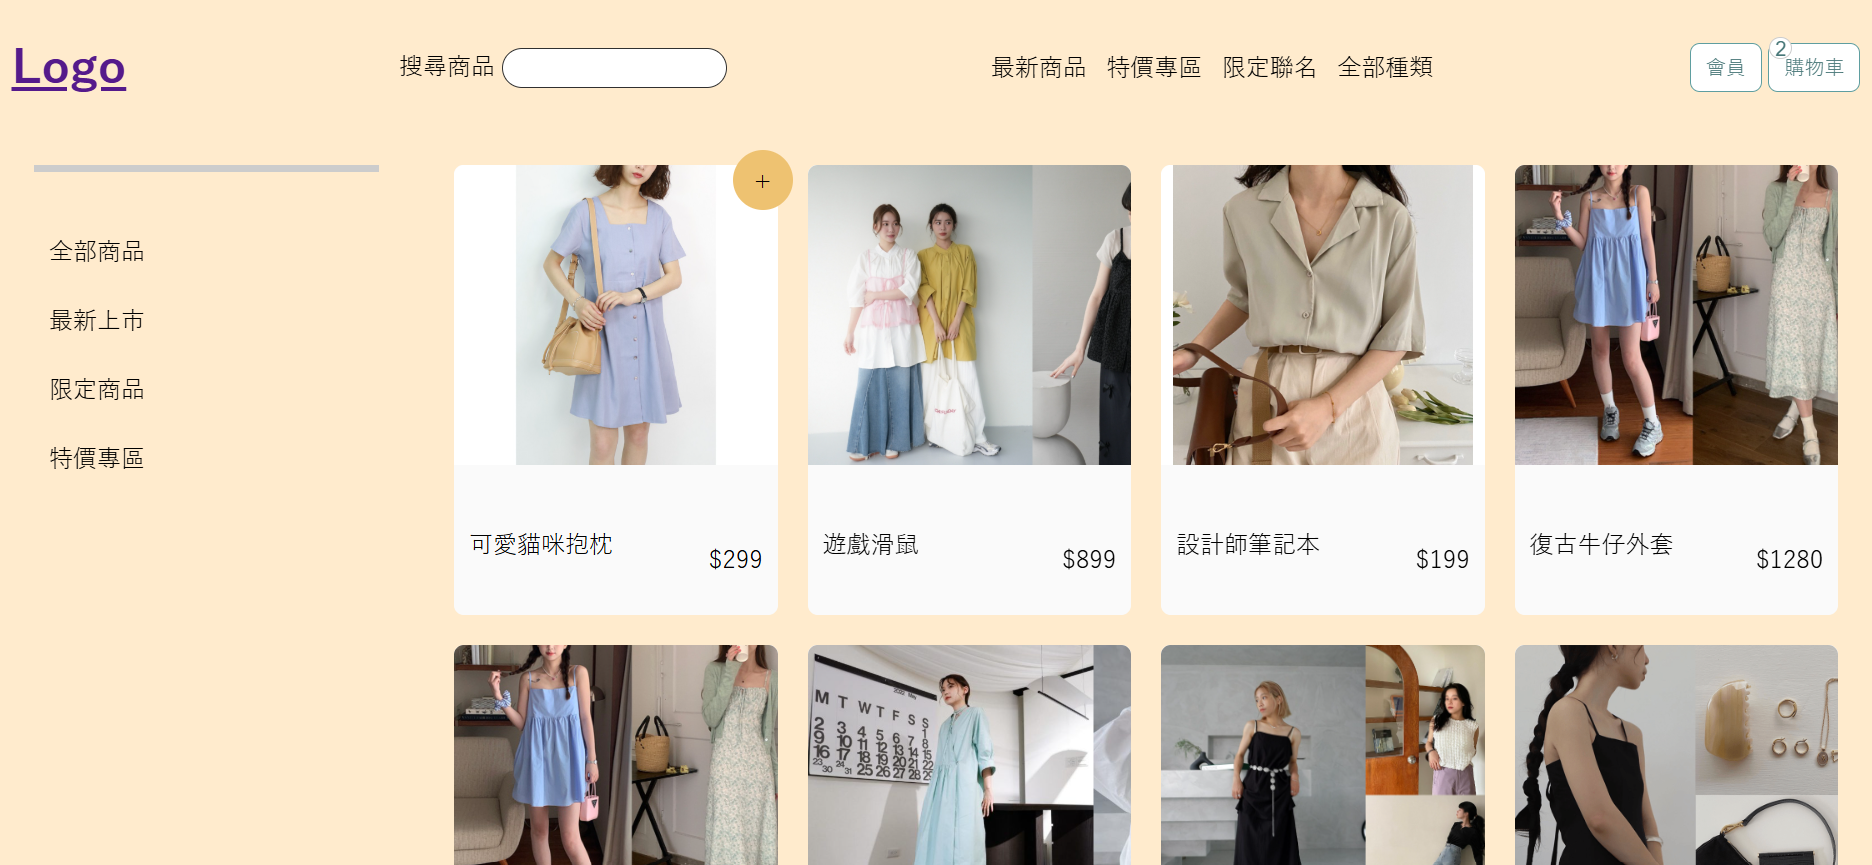 Logo
搜尋商品
最新商品 特價專區 限定聯名 全部種類
會員
2
購物車
全部商品
最新上市
限定商品
特價專區
+
可愛貓咪抱枕
$299
遊戲滑鼠
$899
設計師筆記本
$199
復古牛仔外套
$1280
M T W T F S S